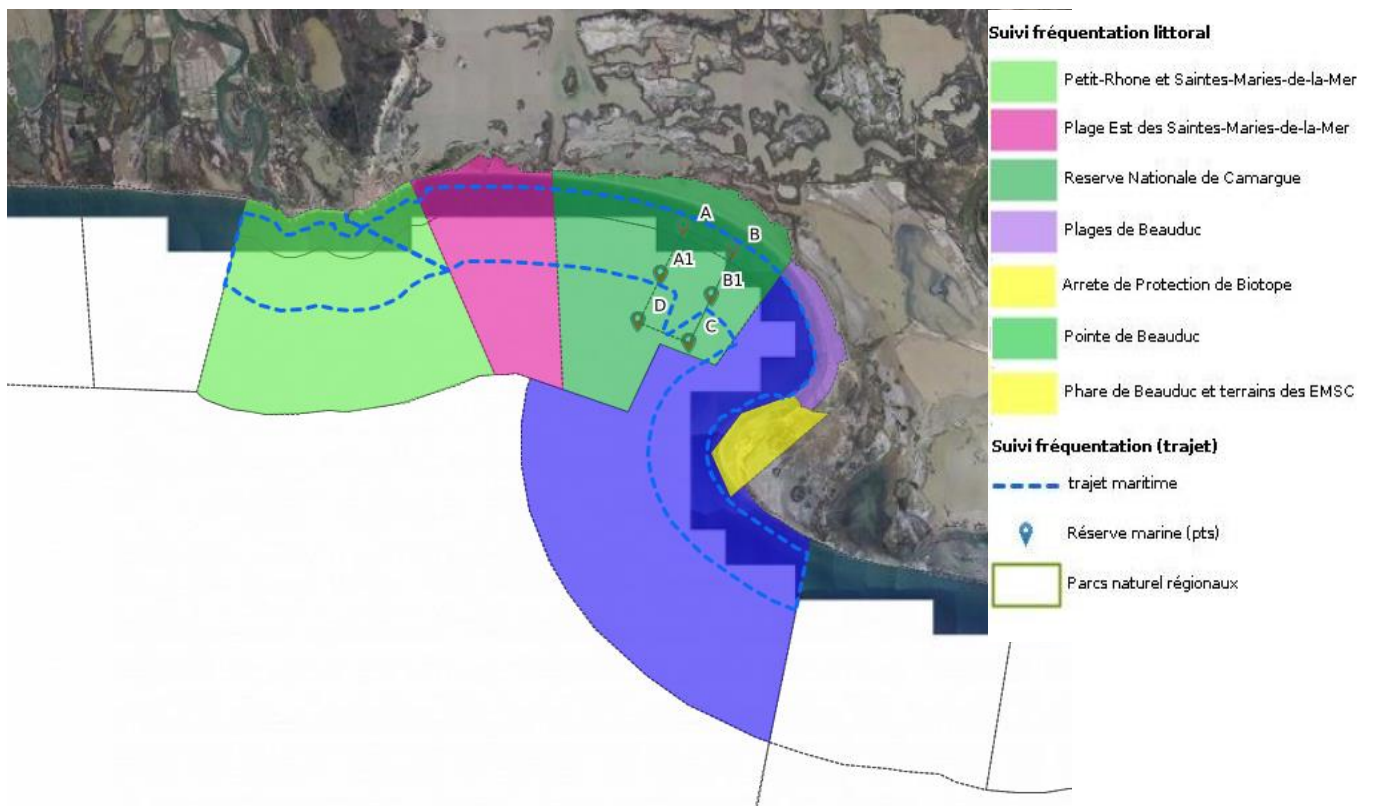 Suivi fréquentation littoral
Petit-Rhone et Saintes-Maries-de-la-Mer
Plage Est des Saintes-Maries-de-la-Mer
Reserve Nationale de Camargue
Plages de Beauduc
Arrete de Protection de Biotope
Pointe de Beauduc
Phare de Beauduc et terrains des EMSC
Suivi fréquentation (trajet)
trajet maritime
Réserve marine (pts)
Parcs naturel régionaux
A
B
A1
B1
D
C